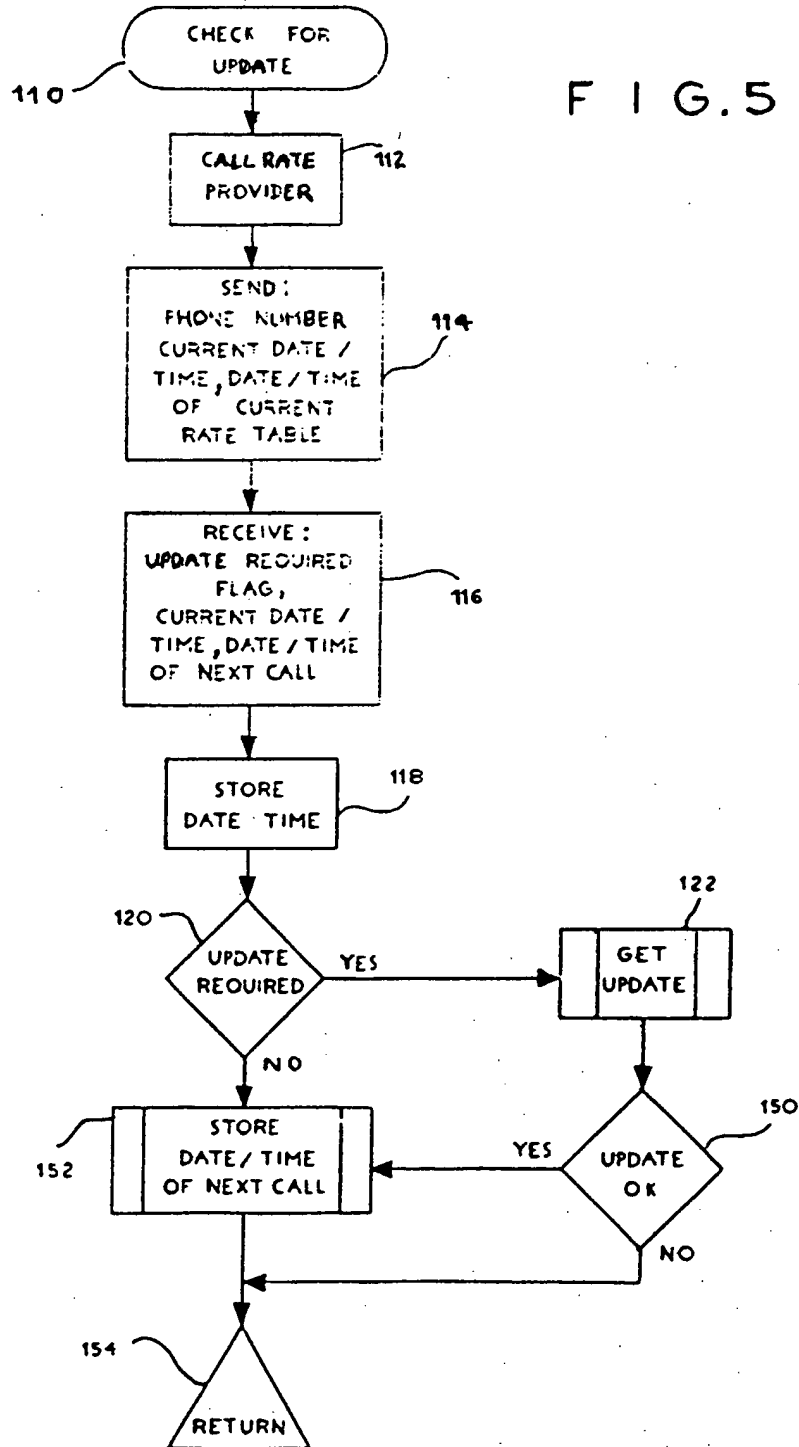 CHECK FOR
UPDATE
110
F I G.5
CALL RATE
PROVIDER
112
SEND:
PHONE NUMBER
CURRENT DATE /
TIME, DATE / TIME
OF CURRENT
RATE TABLE
114
RECEIVE:
UPDATE REQUIRED
FLAG,
CURRENT DATE /
TIME, DATE / TIME
OF NEXT CALL
116
STORE
DATE TIME
118
120
UPDATE
REQUIRED
YES
NO
122
GET
UPDATE
150
UPDATE
OK
YES
NO
152
STORE
DATE/ TIME
OF NEXT CALL
154
RETURN